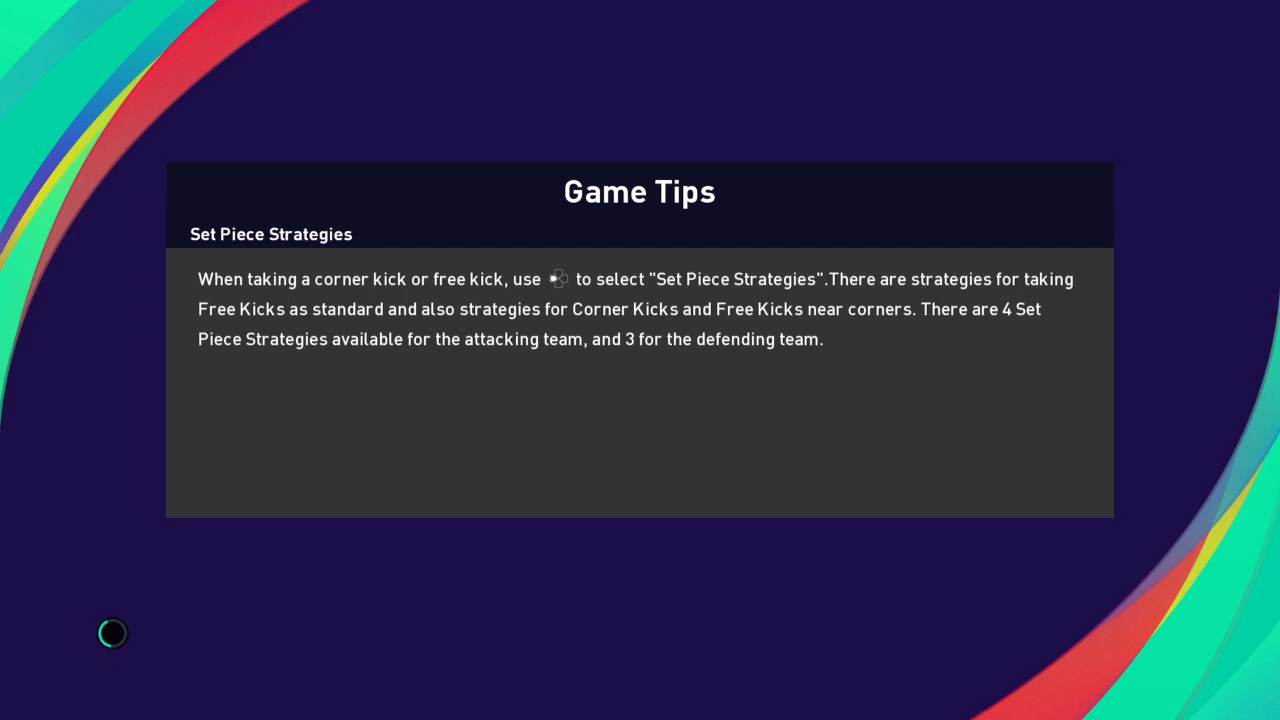 Game Tips
Set Piece Strategies
When taking a corner kick or free kick, use to select "Set Piece Strategies".There are strategies for taking
Free Kicks as standard and also strategies for Corner Kicks and Free Kicks near corners. There are 4 Set
Piece Strategies available for the attacking team, and 3 for the defending team.